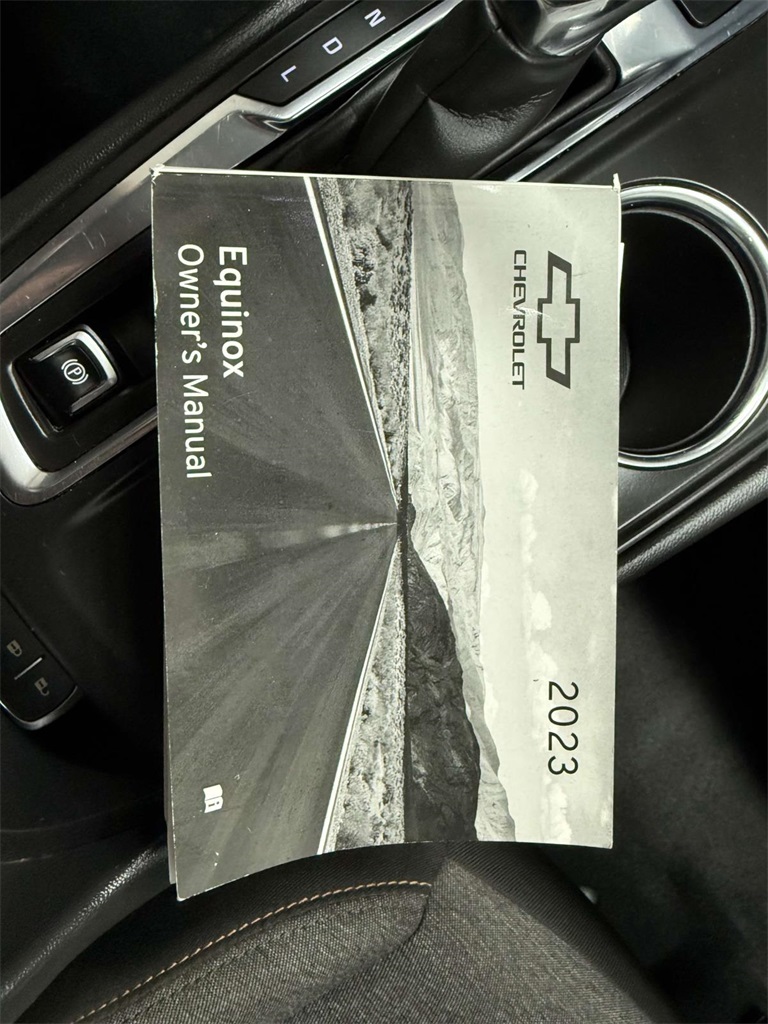 CHEVROLET
2023
Equinox
Owner's Manual
N
D
L
P